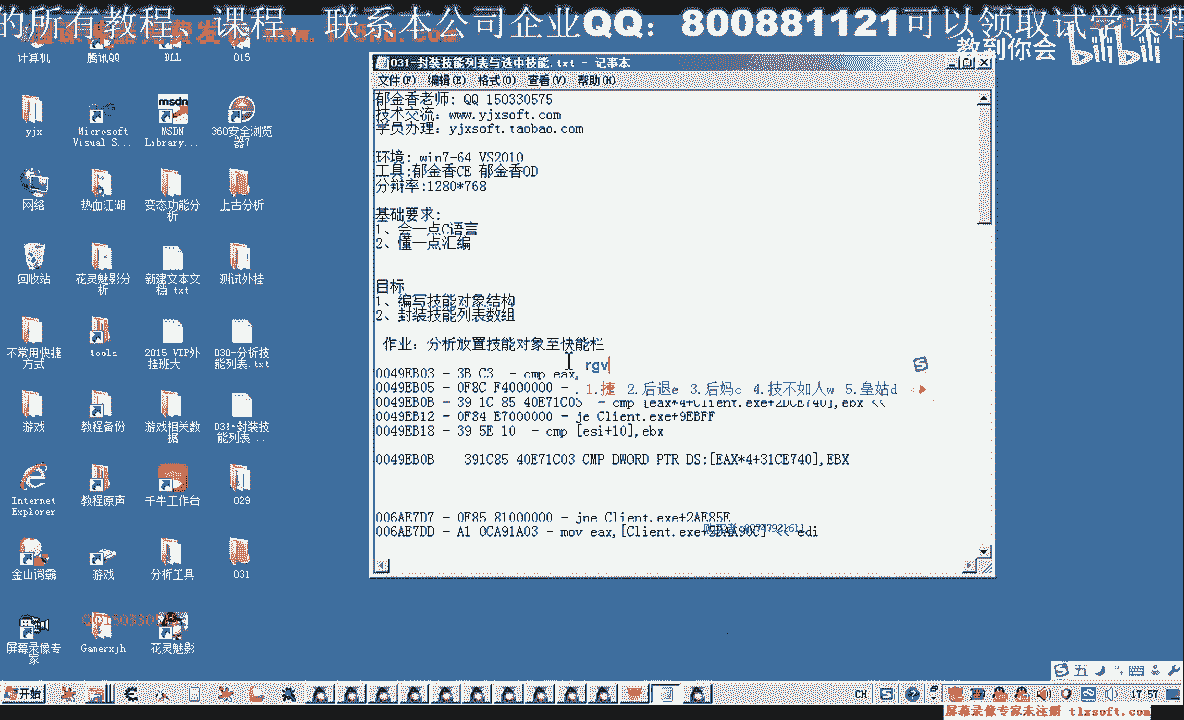 的所有教程、课程、联系本公司企业QQ：800881121可以领取试学课程
教到你会
bilibili
计算机
腾讯QQ
DLL
015
yjx
Microsoft Visual S...
MSDN Library...
360安全浏览器7
网络
热血江湖
变态功能分析
上古分析
回收站
花灵魅影分析
新建文本文档.txt
测试外挂
不常用快捷方式
tools
2015 VIP外挂班大
030-分析技能列表.txt
游戏
教程备份
游戏相关数据
031-封装技能列表...
Internet Explorer
教程原声
千牛工作台
029
金山词霸
游戏
分析工具
031
屏幕录像专家
Gamerxjh
花灵魅影
031-封装技能列表与选中技能.txt - 记事本
文件(F) 编辑(E) 格式(O) 查看(V) 帮助(H)
郁金香老师: QQ 150330575
技术交流: www.yjxsoft.com
学员办理: yjxsoft.taobao.com
环境: win7-64 VS2010
工具:郁金香CE 郁金香OD
分辩率:1280*768
基础要求:
1、会一点C语言
2、懂一点汇编
目标
1、编写技能对象结构
2、封装技能列表数组
作业: 分析放置技能对象至快能栏
rgv
1.捷 2.后退e 3.后妈c 4.技不如人w 5.皇姑d
0049EB03 - 3B C3 - cmp eax,
0049EB05 - 0F8C F4000000 -
0049EB0B - 39 1C 85 40E71C03 - cmp [eax*4+Client.exe+2DCE740],ebx <<
0049EB12 - 0F84 E7000000 - je Client.exe+9EBFF
0049EB18 - 39 5E 10 - cmp [esi+10],ebx
0049EB0B 391C85 40E71C03 CMP DWORD PTR DS:[EAX*4+31CE740],EBX
006AE7D7 - 0F85 81000000 - jne Client.exe+2AE85E
006AE7DD - A1 0CA91A03 - mov eax,[Client.exe+2DAA90C] << edi
开始
CH
五
17:57
屏幕录像专家未注册 tlxsoft.com